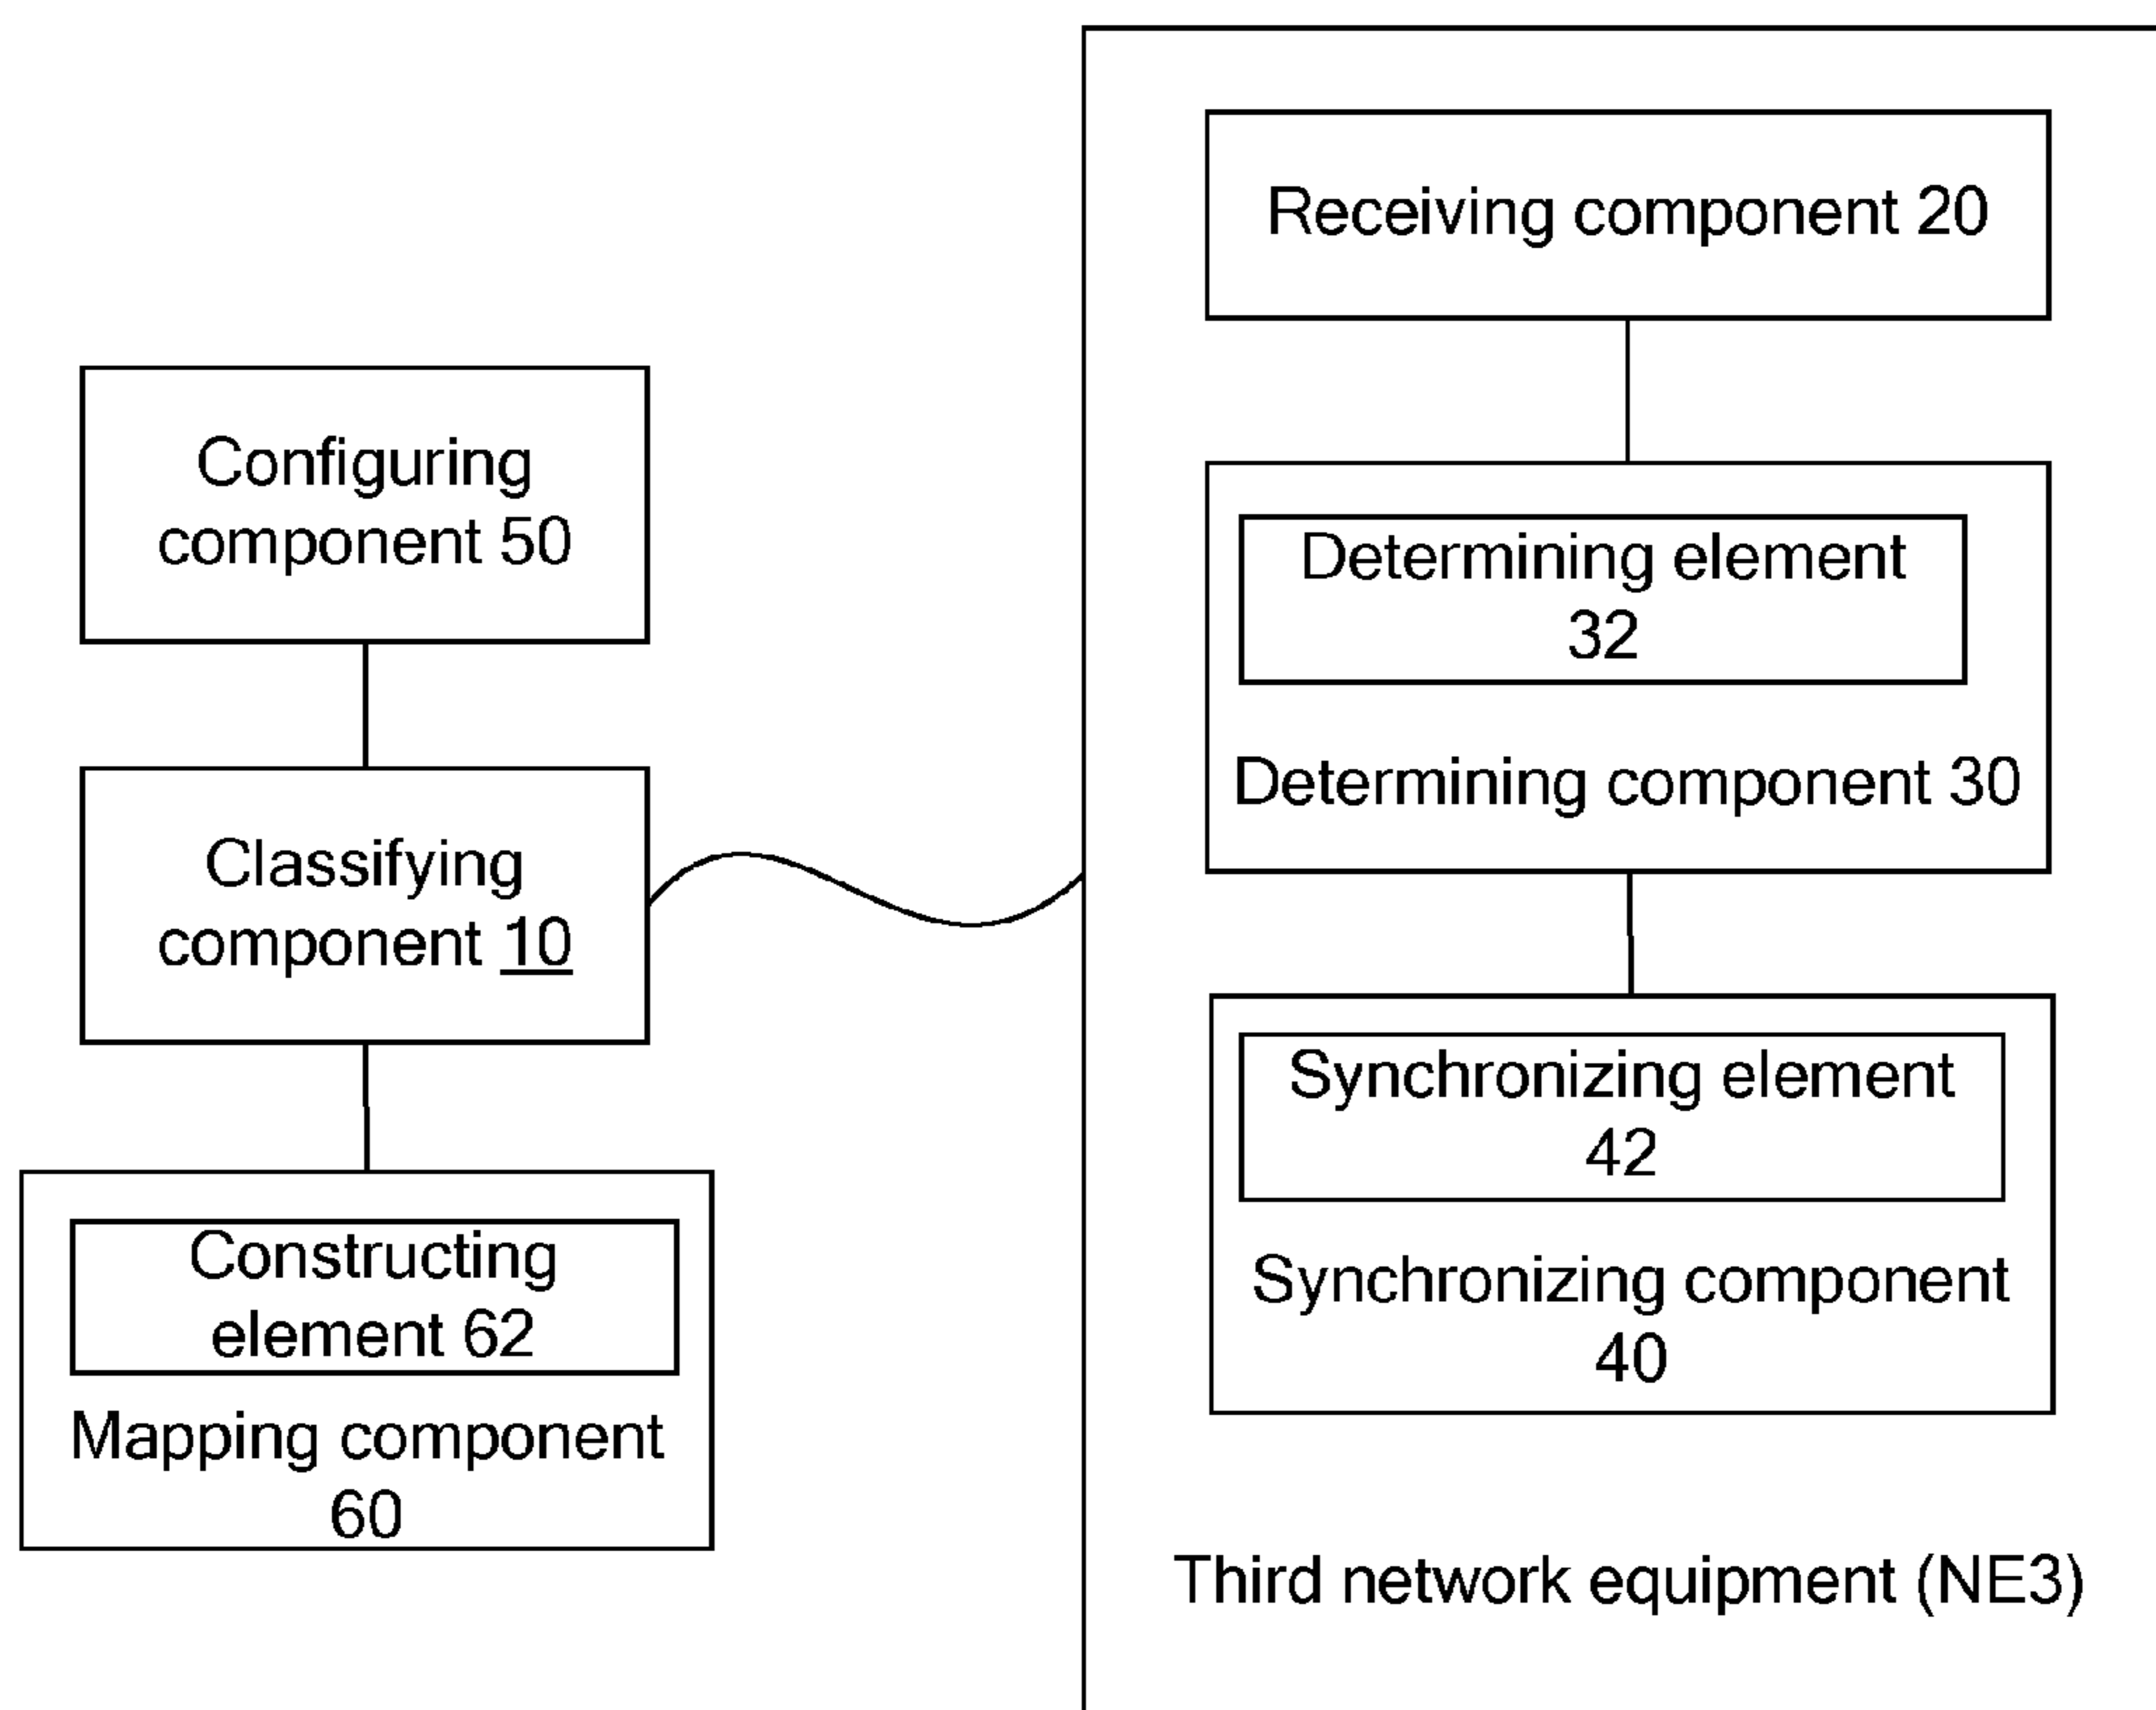 Configuring
component 50
Classifying
component 10
Constructing
element 62
Mapping component
60
Receiving component 20
Determining element
32
Determining component 30
Synchronizing element
42
Synchronizing component
40
Third network equipment (NE3)